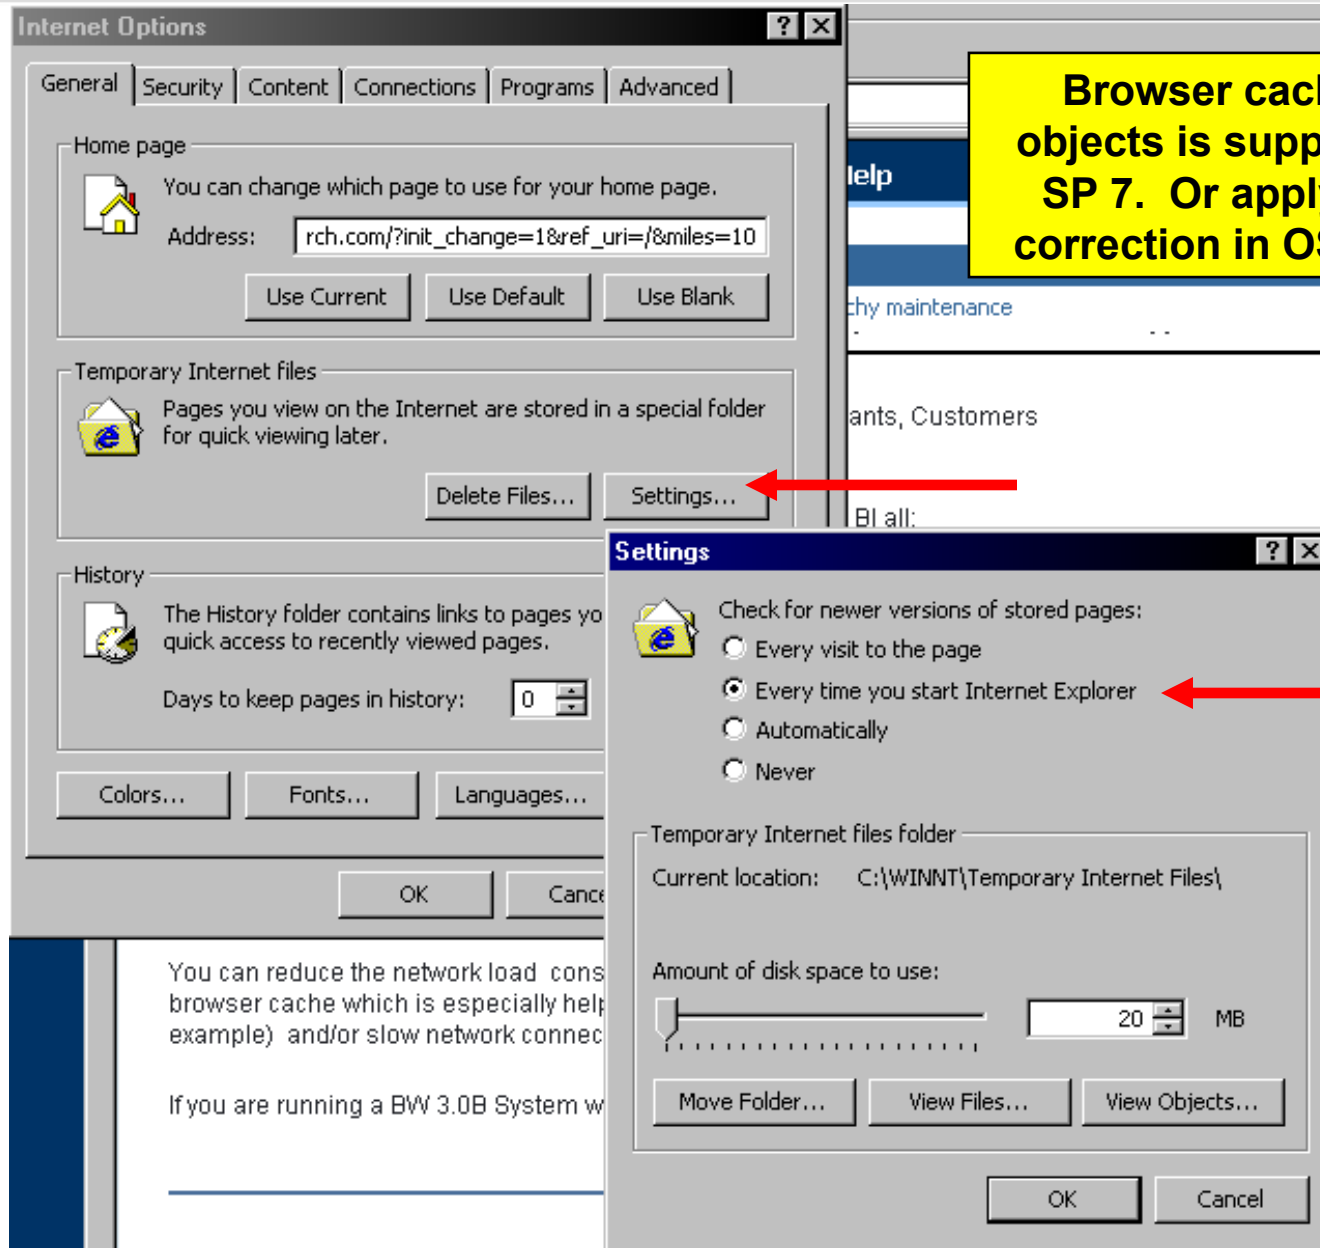 Internet Options
General Security Content Connections Programs Advanced
Home page
You can change which page to use for your home page.
Address: rch.com/?init_change=1&ref_uri=/&miles=10
Use Current Use Default Use Blank
Temporary Internet files
Pages you view on the Internet are stored in a special folder
for quick viewing later.
Delete Files... Settings...
History
The History folder contains links to pages yo
quick access to recently viewed pages.
Days to keep pages in history: 0
Colors... Fonts... Languages...
OK Cance
Browser cach
objects is supp
SP 7. Or apply
correction in OS
Help
chy maintenance
ants, Customers
BI all:
Settings
Check for newer versions of stored pages:
Every visit to the page
Every time you start Internet Explorer
Automatically
Never
Temporary Internet files folder
Current location: C:\WINNT\Temporary Internet Files\
Amount of disk space to use:
20 MB
Move Folder... View Files... View Objects...
OK Cancel
You can reduce the network load cons
browser cache which is especially help
example) and/or slow network connec
If you are running a BW 3.0B System w